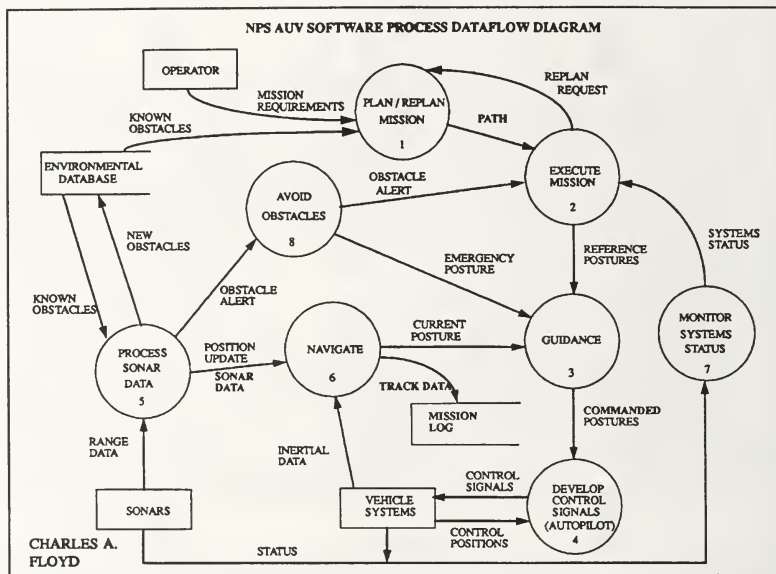 NPS AUV SOFTWARE PROCESS DATAFLOW DIAGRAM
OPERATOR
MISSION
REQUIREMENTS
PLAN / REPLAN
MISSION
1
REPLAN
REQUEST
KNOWN
OBSTACLES
PATH
ENVIRONMENTAL
DATABASE
AVOID
OBSTACLES
8
OBSTACLE
ALERT
EXECUTE
MISSION
2
SYSTEMS
STATUS
NEW
OBSTACLES
EMERGENCY
POSTURE
REFERENCE
POSTURES
OBSTACLE
ALERT
KNOWN
OBSTACLES
PROCESS
SONAR
DATA
5
POSITION
UPDATE
SONAR
DATA
NAVIGATE
6
CURRENT
POSTURE
GUIDANCE
3
MONITOR
SYSTEMS
STATUS
7
TRACK DATA
MISSION
LOG
COMMANDED
POSTURES
RANGE
DATA
INERTIAL
DATA
CONTROL
SIGNALS
SONARS
VEHICLE
SYSTEMS
DEVELOP
CONTROL
SIGNALS
(AUTOPILOT)
4
CONTROL
POSITIONS
CHARLES A.
FLOYD
STATUS